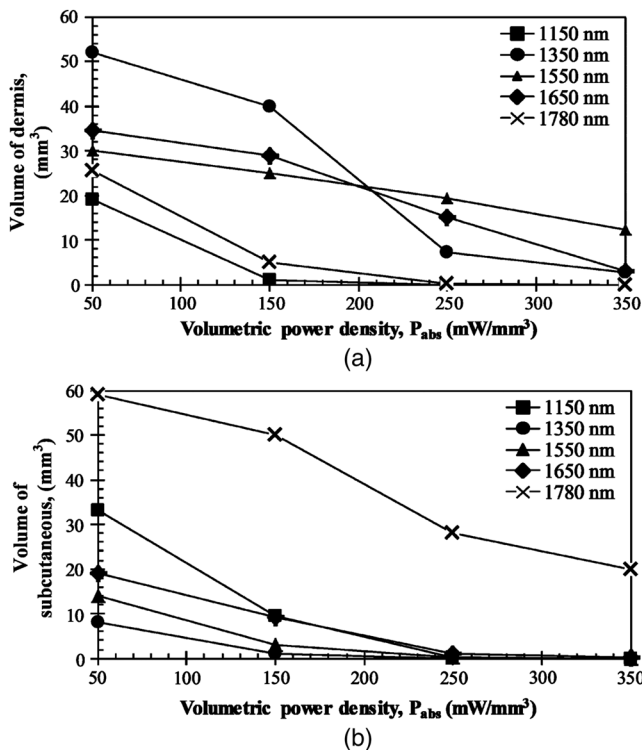 60
50
40
30
20
10
0
Volume of dermis,
(mm³)
1150 nm
1350 nm
1550 nm
1650 nm
1780 nm
50 100 150 200 250 300 350
Volumetric power density, Pabs (mW/mm³)
(a)
60
50
40
30
20
10
0
Volume of
subcutaneous, (mm³)
1150 nm
1350 nm
1550 nm
1650 nm
1780 nm
50 100 150 200 250 300 350
Volumetric power density, Pabs (mW/mm³)
(b)